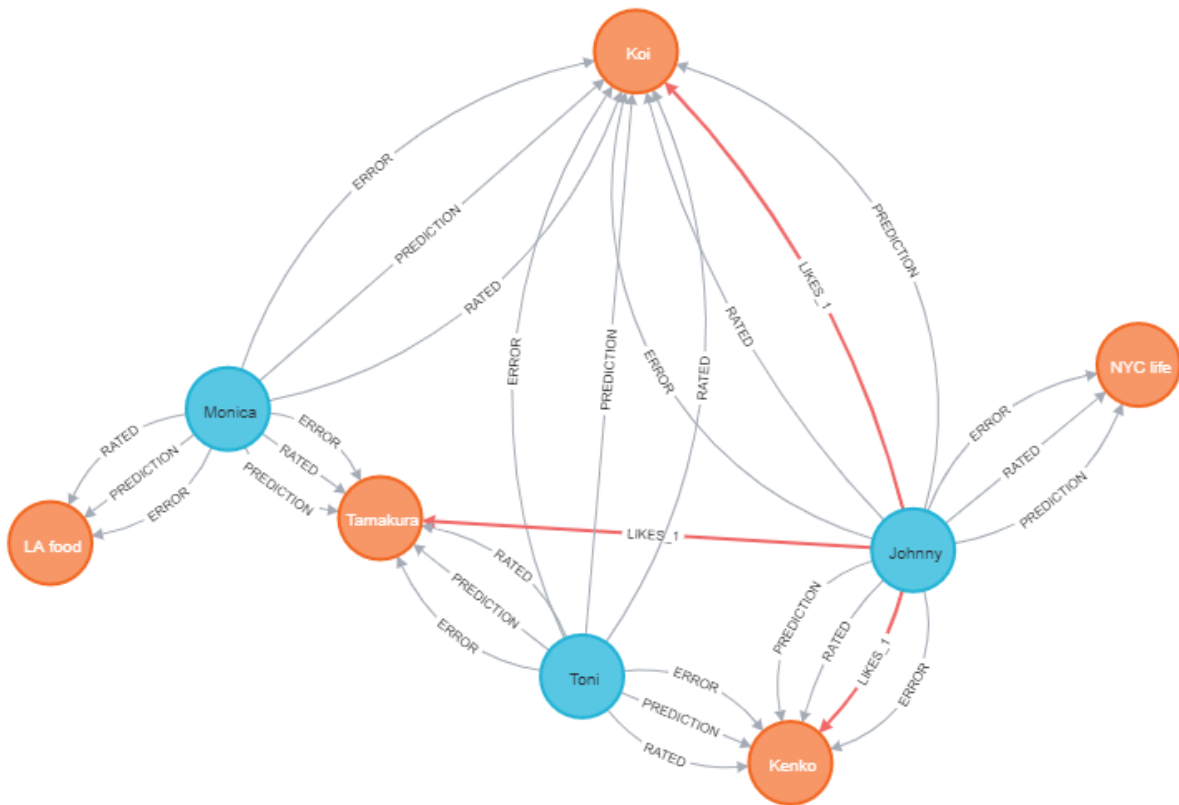 Koi
ERROR
PREDICTION
RATED
ERROR
PREDICTION
RATED
ERROR
RATED
LIKES_1
PREDICTION
NYC life
Monica
ERROR
RATED
PREDICTION
RATED
PREDICTION
ERROR
ERROR
RATED
PREDICTION
LA food
Tamakura
LIKES_1
Johnny
RATED
PREDICTION
ERROR
Toni
ERROR
PREDICTION
RATED
PREDICTION
RATED
LIKES_1
ERROR
Kenko